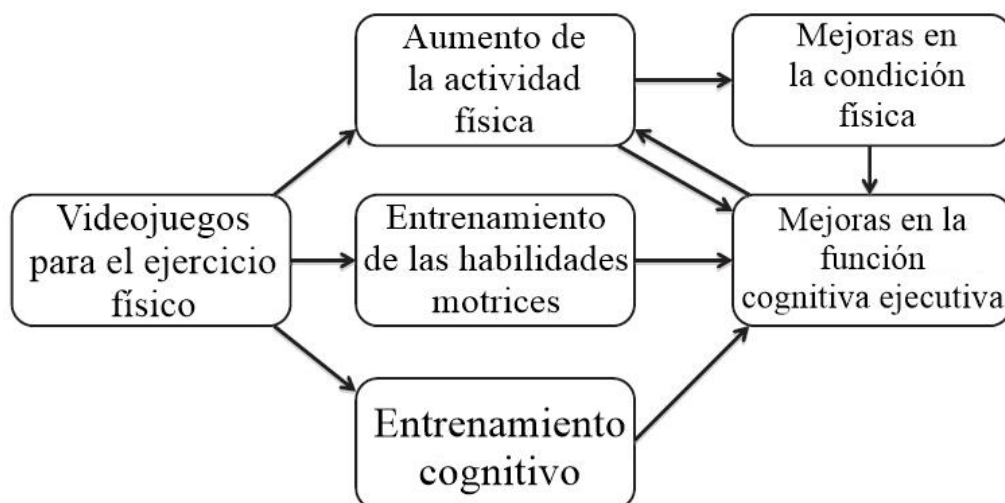 Aumento de
la actividad
física
Mejoras en
la condición
física
Videojuegos
para el ejercicio
físico
Entrenamiento
de las habilidades
motrices
Mejoras en la
función
cognitiva ejecutiva
Entrenamiento
cognitivo